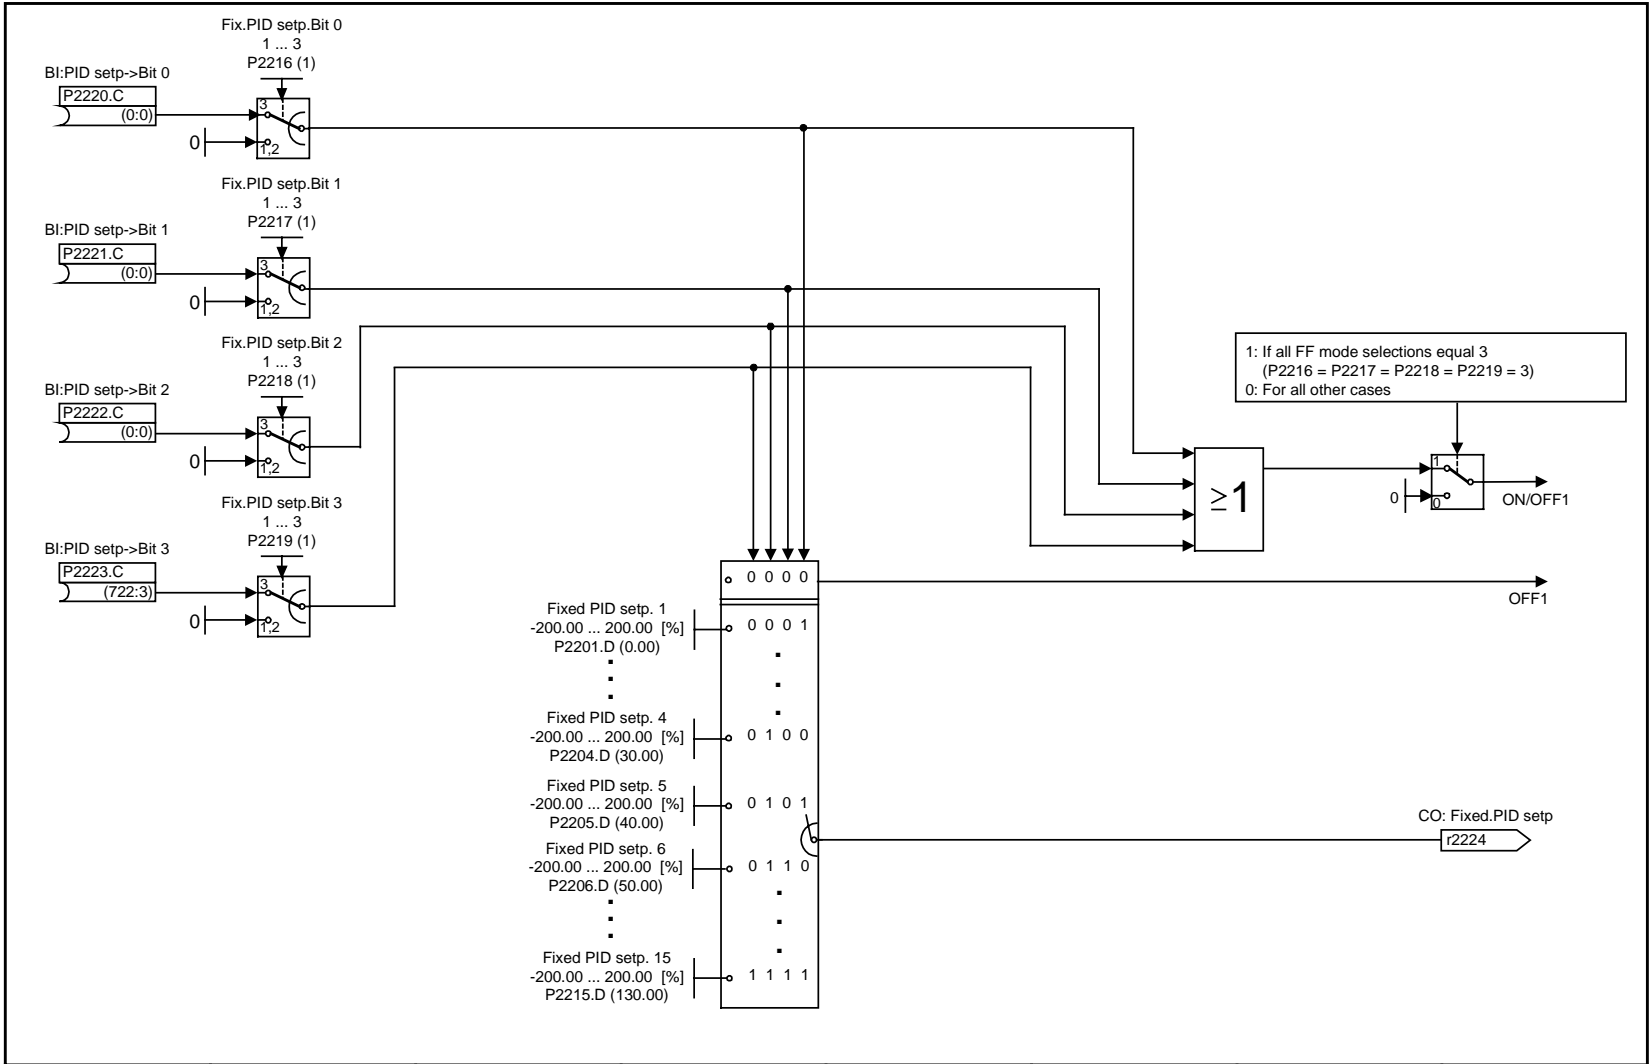 Fix.PID setp.Bit 0
1 ... 3
P2216 (1)
BI:PID setp->Bit 0
P2220.C
(0:0)
3
0
1,2
Fix.PID setp.Bit 1
1 ... 3
P2217 (1)
BI:PID setp->Bit 1
P2221.C
(0:0)
3
0
1,2
Fix.PID setp.Bit 2
1 ... 3
P2218 (1)
BI:PID setp->Bit 2
P2222.C
(0:0)
3
0
1,2
Fix.PID setp.Bit 3
1 ... 3
P2219 (1)
BI:PID setp->Bit 3
P2223.C
(722:3)
3
0
1,2
1: If all FF mode selections equal 3
(P2216 = P2217 = P2218 = P2219 = 3)
0: For all other cases
≥1
1
0
0
ON/OFF1
0 0 0 0
OFF1
Fixed PID setp. 1
-200.00 ... 200.00 [%]
P2201.D (0.00)
0 0 0 1
Fixed PID setp. 4
-200.00 ... 200.00 [%]
P2204.D (30.00)
0 1 0 0
Fixed PID setp. 5
-200.00 ... 200.00 [%]
P2205.D (40.00)
0 1 0 1
CO: Fixed.PID setp
r2224
Fixed PID setp. 6
-200.00 ... 200.00 [%]
P2206.D (50.00)
0 1 1 0
Fixed PID setp. 15
-200.00 ... 200.00 [%]
P2215.D (130.00)
1 1 1 1